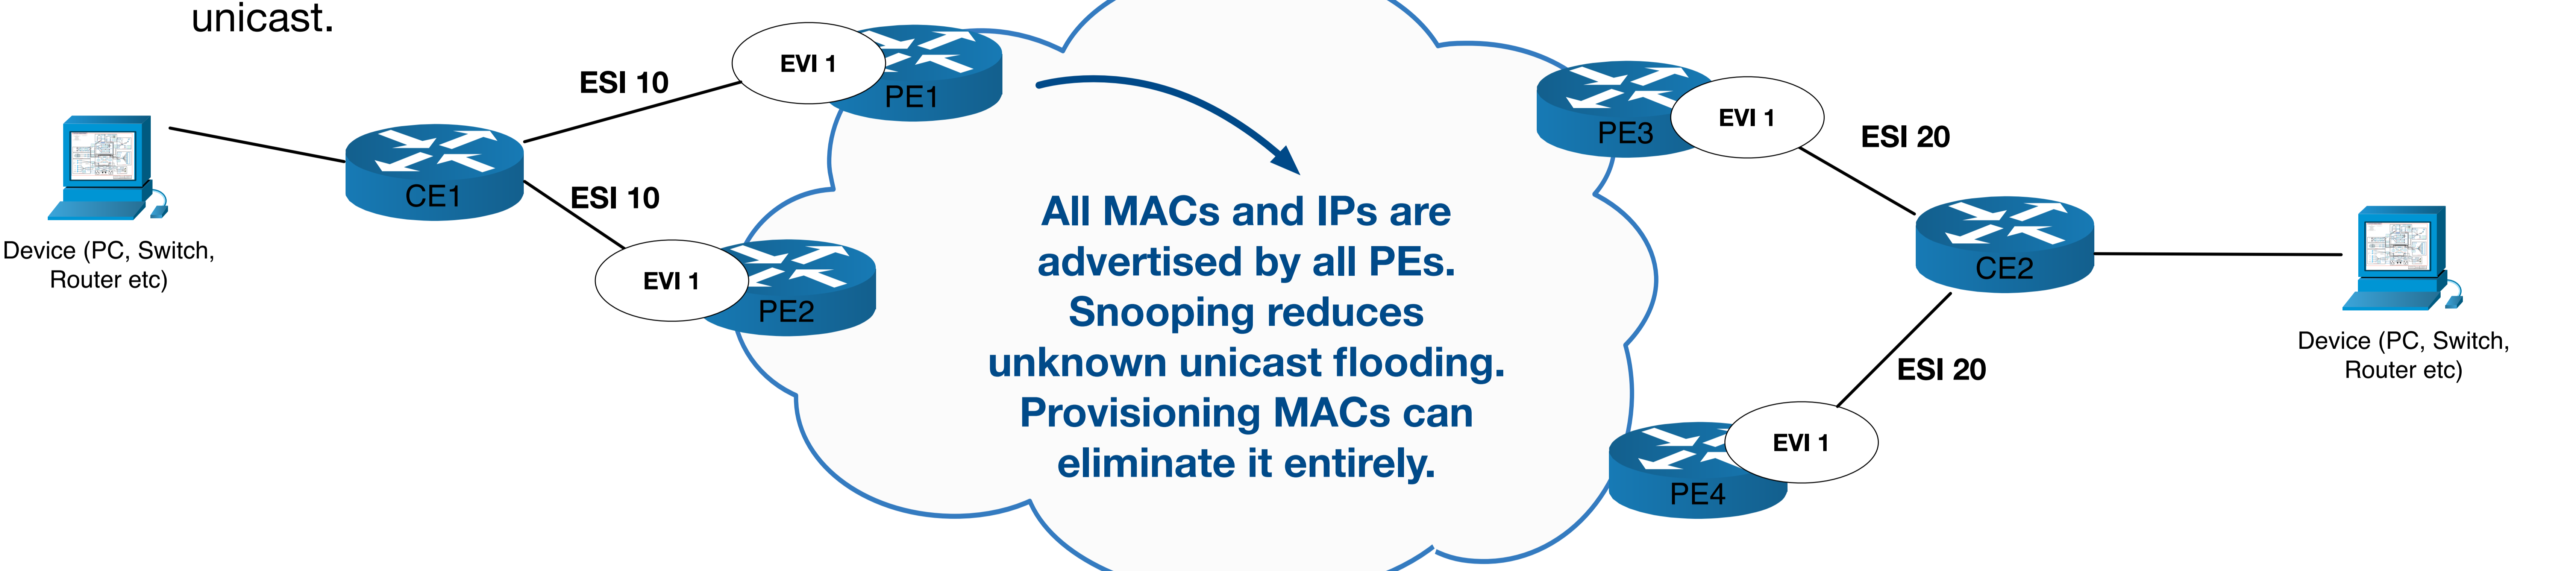 unicast.
ESI 10
EVI 1
PE1
CE1
ESI 10
Device (PC, Switch,
Router etc)
EVI 1
PE2
All MACs and IPs are
advertised by all PEs.
Snooping reduces
unknown unicast flooding.
Provisioning MACs can
eliminate it entirely.
PE3
EVI 1
ESI 20
CE2
Device (PC, Switch,
Router etc)
ESI 20
EVI 1
PE4